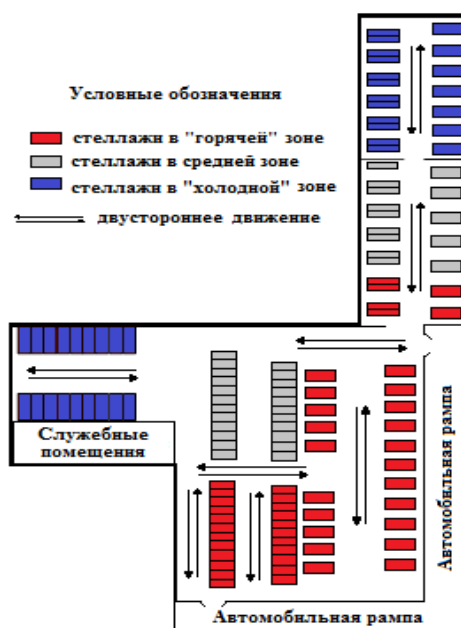 Условные обозначения
стеллажи в "горячей" зоне
стеллажи в средней зоне
стеллажи в "холодной" зоне
двустороннее движение
Служебные
помещения
Автомобильная рампа
Автомобильная рампа